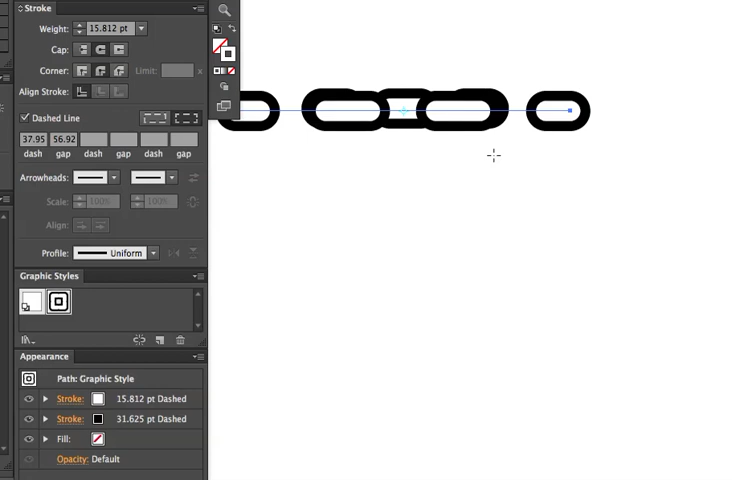 Stroke
Weight: 15.812 pt
Cap:
Corner: Limit: x
Align Stroke:
Dashed Line
37.95 56.92
dash gap dash gap dash gap
Arrowheads:
Scale: 100% 100%
Align:
Profile: Uniform
Graphic Styles
Appearance
Path: Graphic Style
Stroke: 15.812 pt Dashed
Stroke: 31.625 pt Dashed
Fill:
Opacity: Default